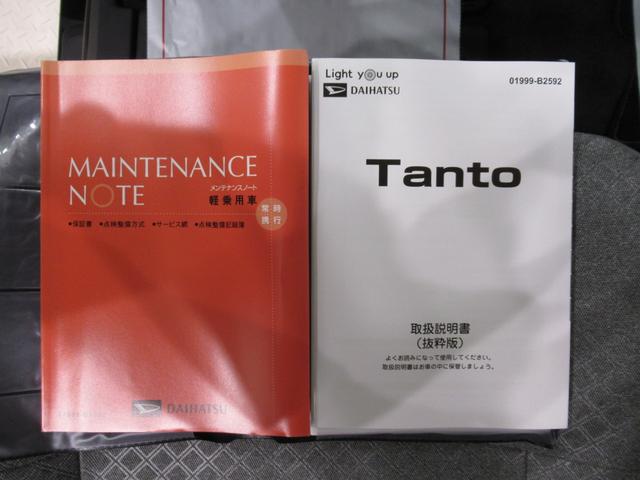 MAINTENANCE
NOTE
メンテナンスノート
軽乗用車
常時
携行
●保証書 ●点検整備方式 ●サービス網 ●点検整備記録簿
DAIHATSU
Light you up
DAIHATSU
01999-B2592
Tanto
取扱説明書
(抜粋版)
よくお読みになって使用してください。
取扱説明書はお車の中に保管しましょう。